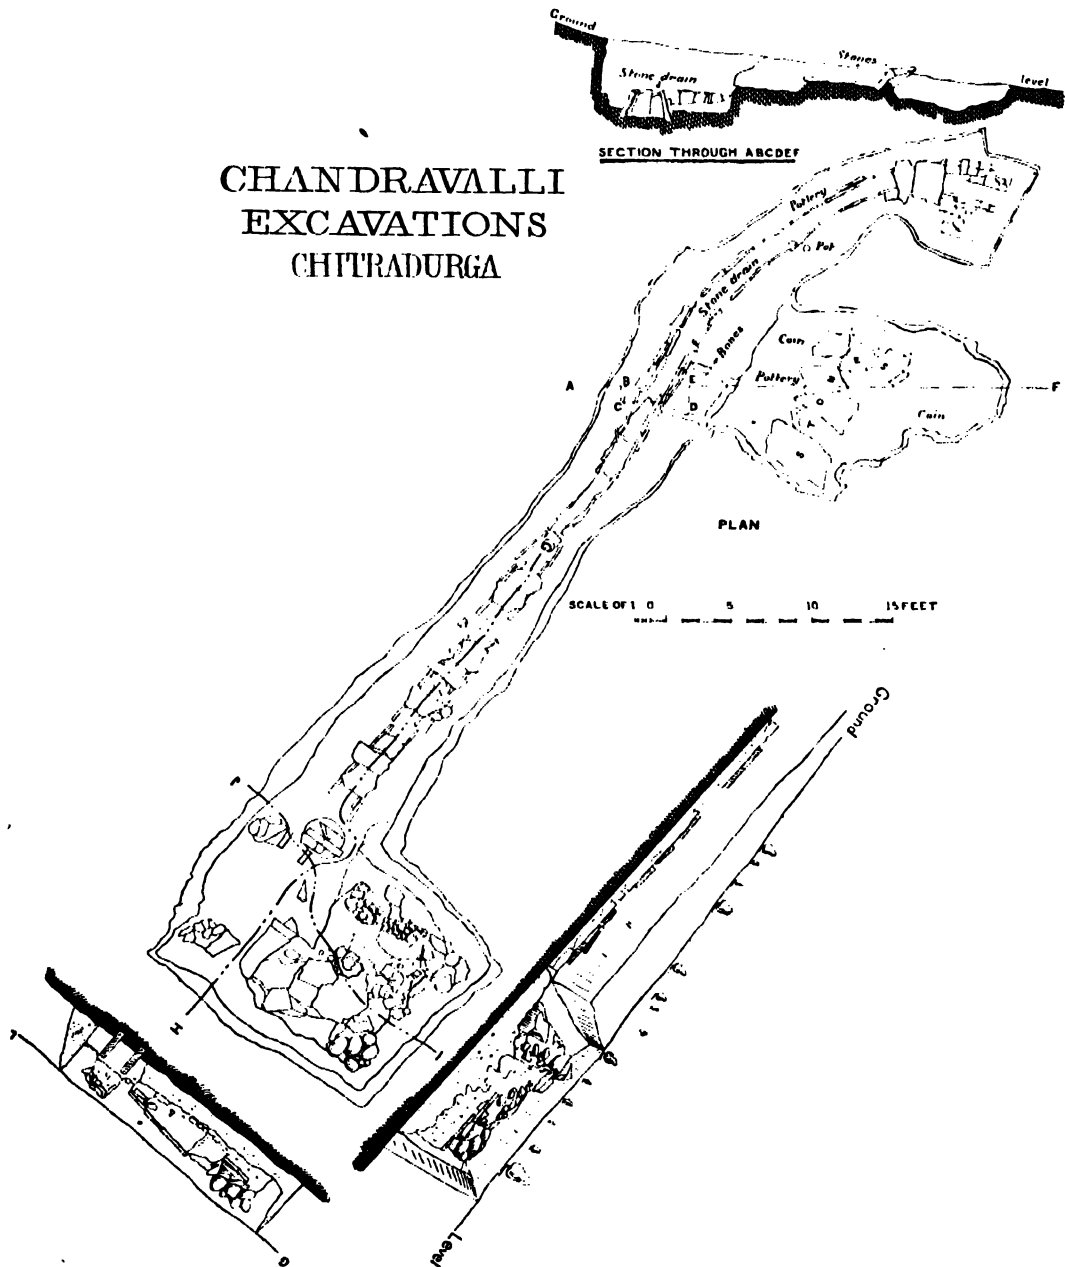 Ground
Stones
Stone drain
level
SECTION THROUGH ABCDEF
CHANDRAVALLI
EXCAVATIONS
CHITRADURGA
Pottery
Pot
Stone drain
Bones
Coin
Pottery
STONES
Coin
A
B
C
E
D
F
PLAN
G
SCALE OF 1 0 5 10 15 FEET
Ground
J
H
I
Level